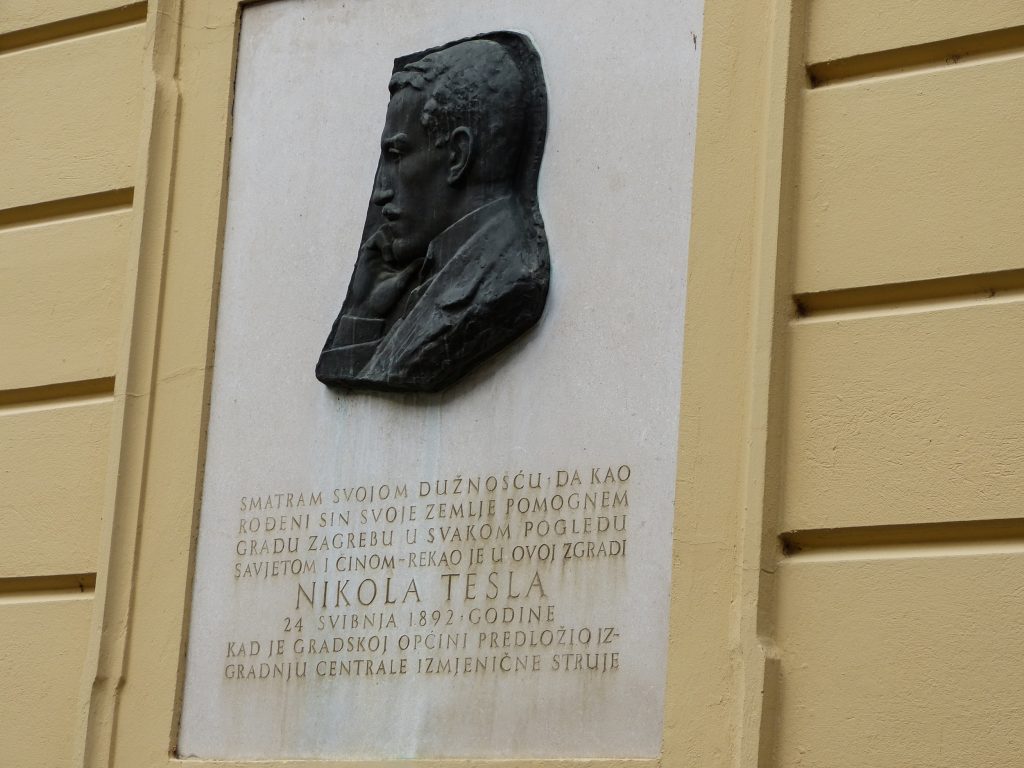 SMATRAM SVOJOM DUŽNOSĆU·DA KAO
ROĐENI SIN SVOJE ZEMLJE POMOGNEM
GRADU ZAGREBU U SVAKOM POGLEDU
SAVJETOM I ČINOM-REKAO JE U OVOJ ZGRADI
NIKOLA TESLA
24 SVIBNJA 1892·GODINE
KAD JE GRADSKOJ OPĆINI PREDLOŽIO IZ-
GRADNJU CENTRALE IZMJENIČNE STRUJE